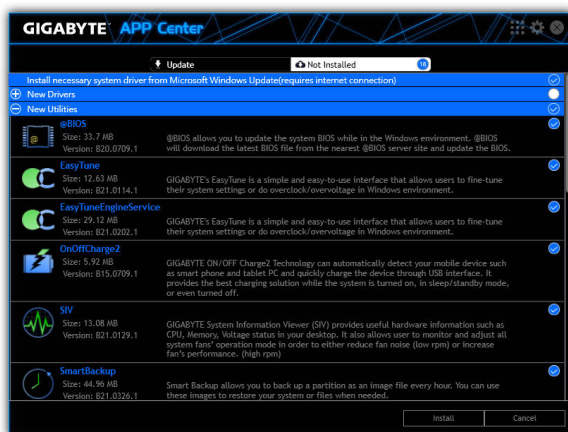 GIGABYTE APP Center
Update
Not Installed
18
Install necessary system driver from Microsoft Windows Update(requires internet connection)
New Drivers
New Utilities
@BIOS
Size: 33.7 MB
Version: B20.0709.1
@BIOS allows you to update the system BIOS while in the Windows environment. @BIOS
will download the latest BIOS file from the nearest @BIOS server site and update the BIOS.
EasyTune
Size: 12.63 MB
Version: B21.0114.1
GIGABYTE's EasyTune is a simple and easy-to-use interface that allows users to fine-tune
their system settings or do overclock/overvoltage in Windows environment.
EasyTuneEngineService
Size: 29.12 MB
Version: B21.0202.1
GIGABYTE's EasyTune is a simple and easy-to-use interface that allows users to fine-tune
their system settings or do overclock/overvoltage in Windows environment.
OnOffCharge2
Size: 5.92 MB
Version: B15.0709.1
GIGABYTE ON/OFF Charge2 Technology can automatically detect your mobile device such
as smart phone and tablet PC and quickly charge the device through USB interface. It
provides the best charging solution while the system is turned on, in sleep/standby mode,
or even turned off.
SIV
Size: 13.08 MB
Version: B21.0129.1
GIGABYTE System Information Viewer (SIV) provides useful hardware information such as
CPU, Memory, Voltage status in your desktop. It also allows user to monitor and adjust all
system fans' operation mode in order to either reduce fan noise (low rpm) or increase
fan's performance. (high rpm)
SmartBackup
Size: 44.96 MB
Version: B21.0326.1
Smart Backup allows you to back up a partition as an image file every hour. You can use
these images to restore your system or files when needed.
Install
Cancel